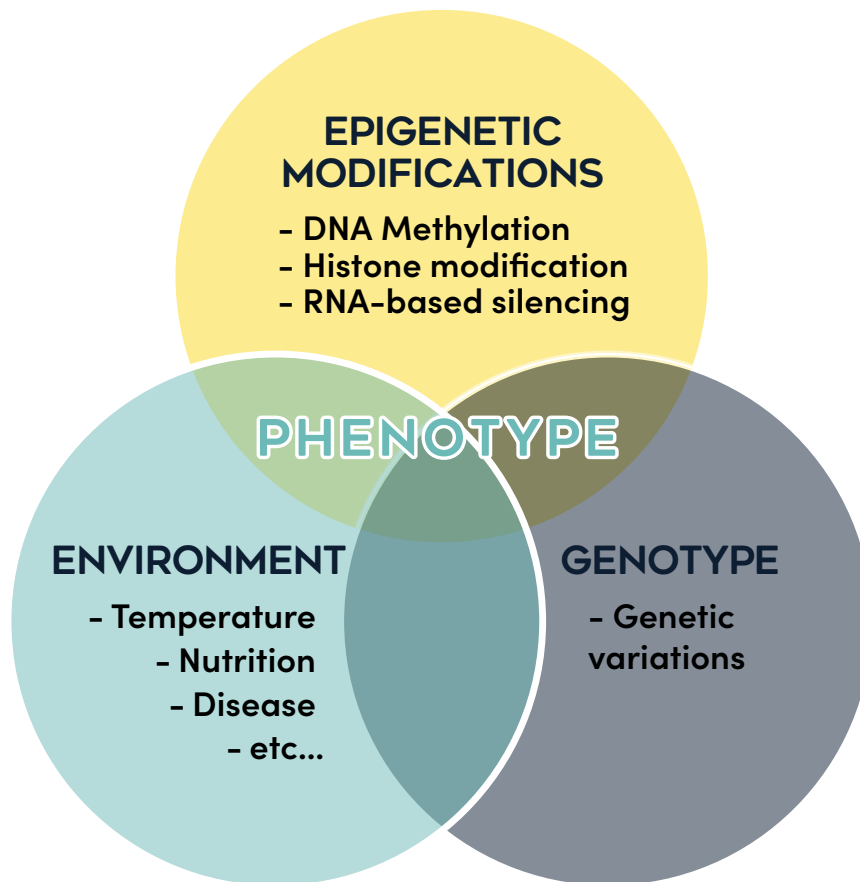 EPIGENETIC
MODIFICATIONS
- DNA Methylation
- Histone modification
- RNA-based silencing
PHENOTYPE
ENVIRONMENT
- Temperature
- Nutrition
- Disease
- etc...
GENOTYPE
- Genetic
variations